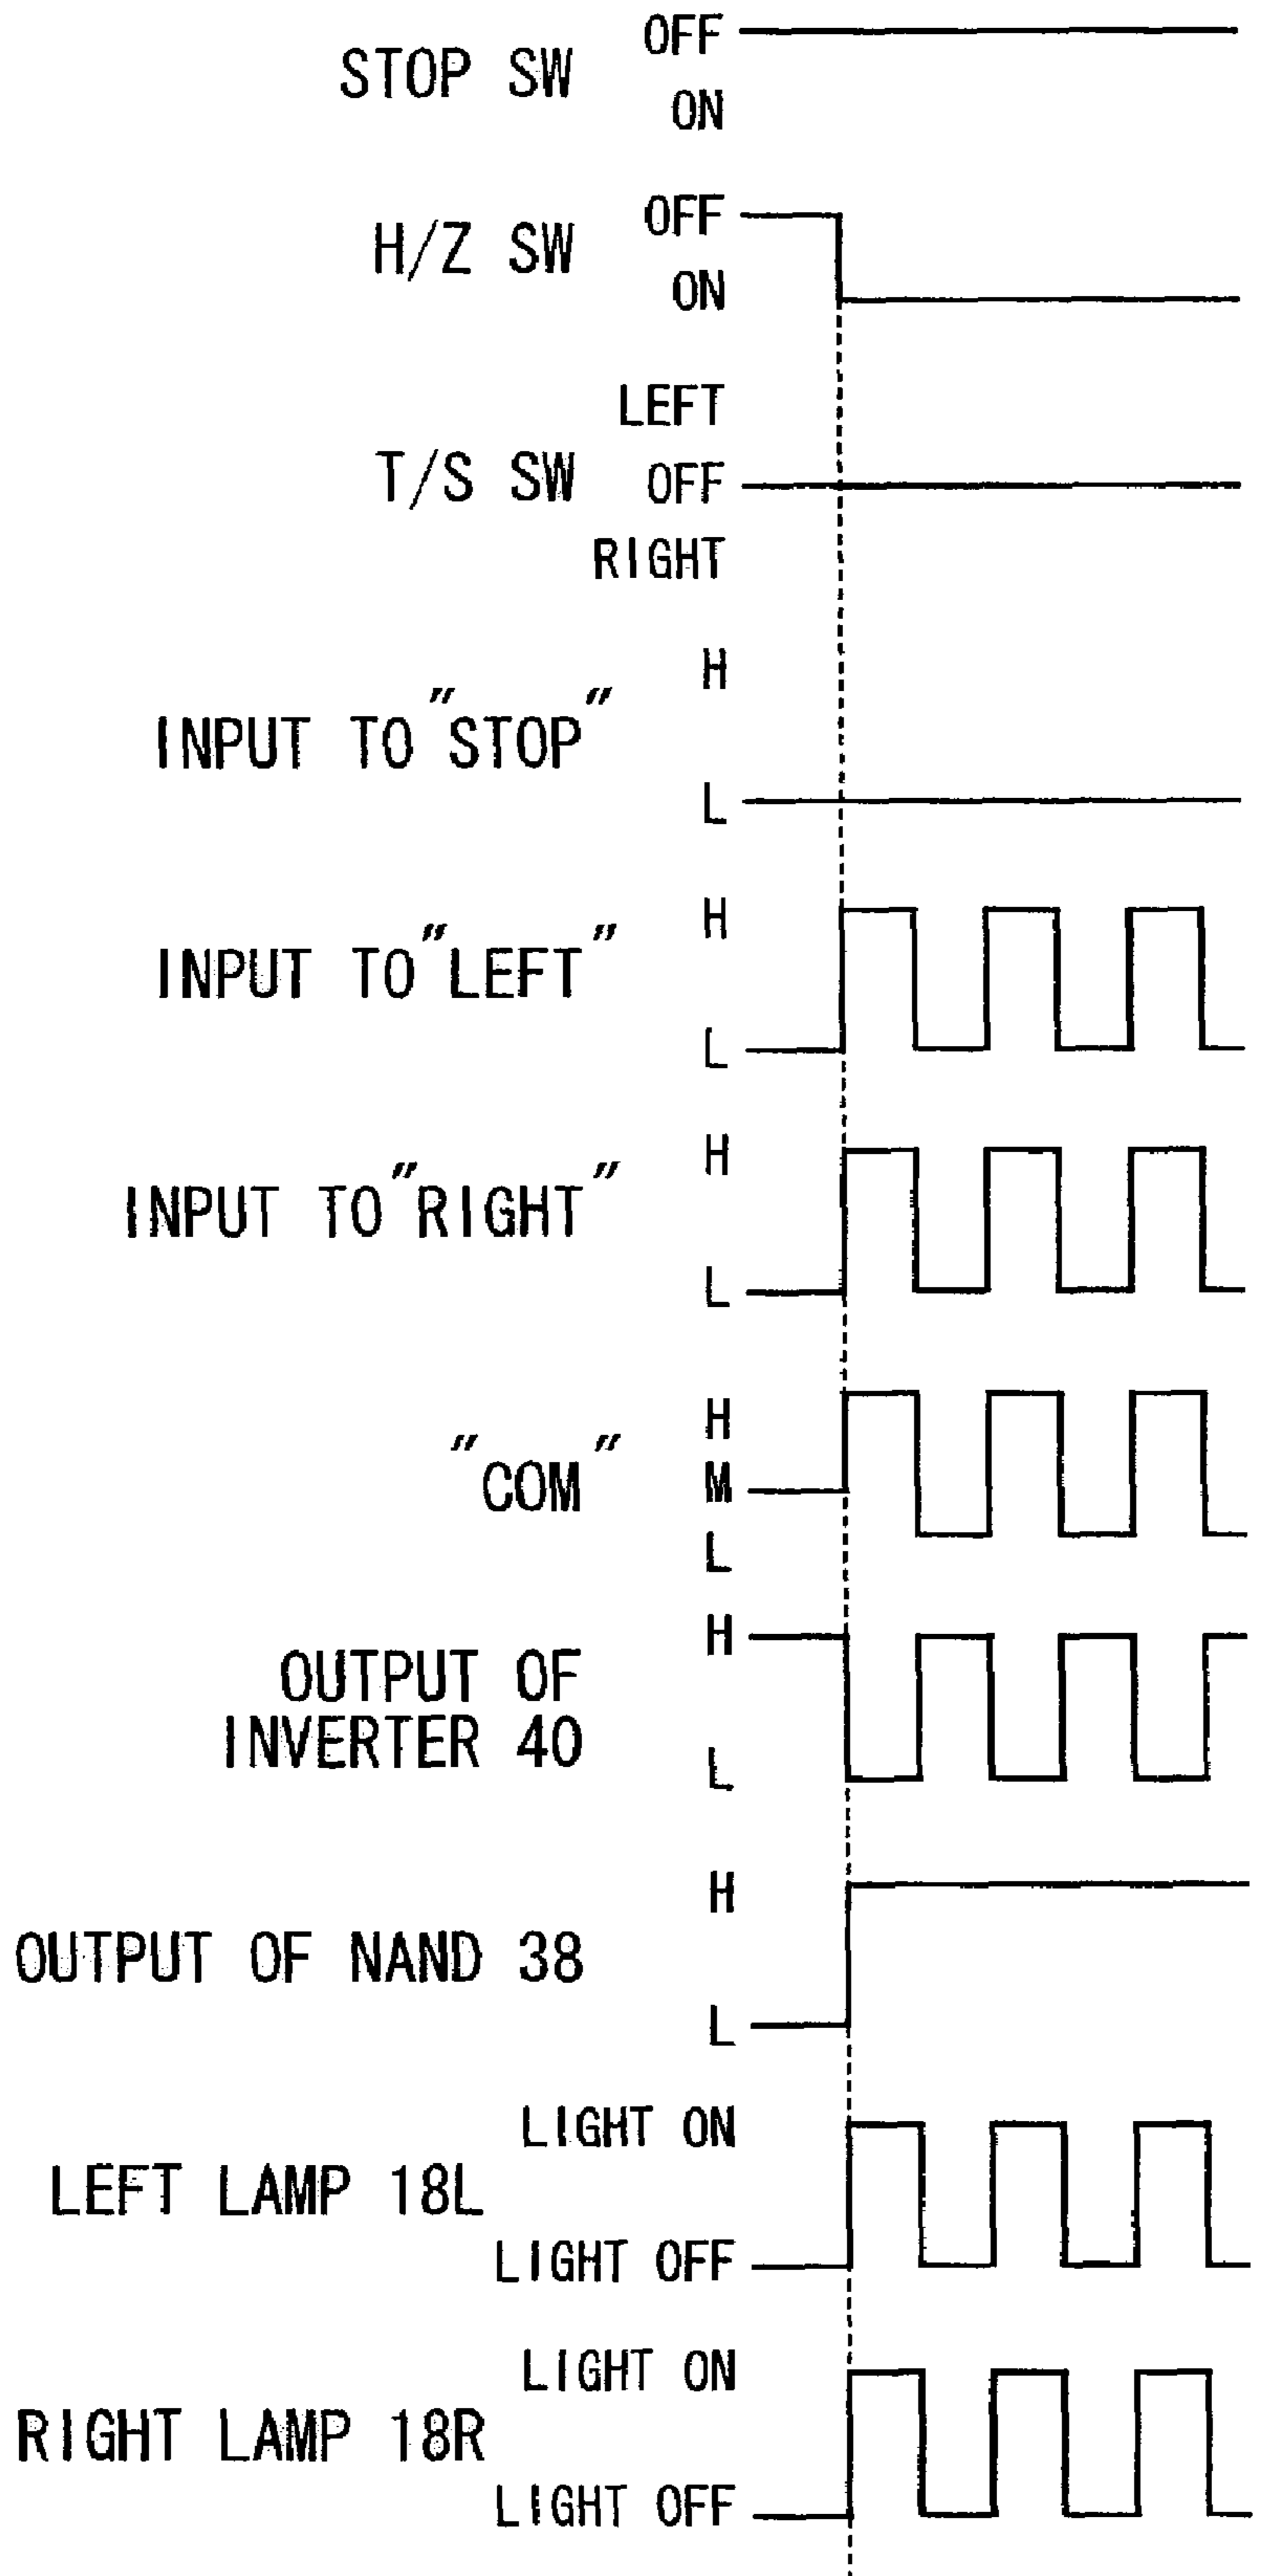 OFF
STOP SW
ON
OFF
H/Z SW
ON
LEFT
T/S SW OFF
RIGHT
H
INPUT TO "STOP"
L
H
INPUT TO "LEFT"
L
H
INPUT TO "RIGHT"
L
H
"COM" M
L
H
OUTPUT OF
INVERTER 40
L
H
OUTPUT OF NAND 38
L
LIGHT ON
LEFT LAMP 18L
LIGHT OFF
LIGHT ON
RIGHT LAMP 18R
LIGHT OFF